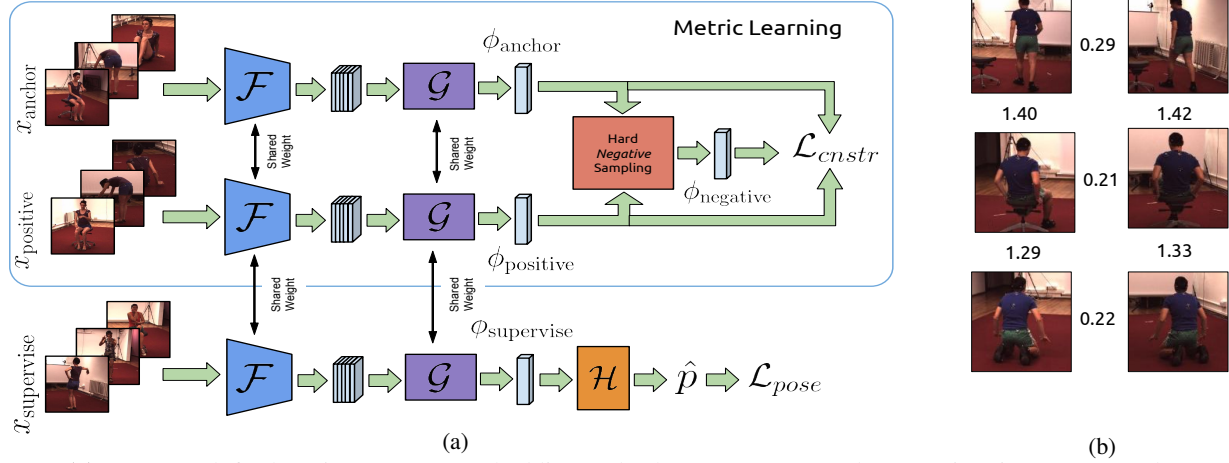 Metric Learning
x_anchor
F
G
ϕ_anchor
Shared Weight
Shared Weight
Hard
Negative
Sampling
ϕ_negative
L_cnstr
x_positive
F
G
ϕ_positive
Shared Weight
Shared Weight
x_supervise
F
G
ϕ_supervise
H
p̂
L_pose
(a)
0.29
1.40 1.42
0.21
1.29 1.33
0.22
(b)